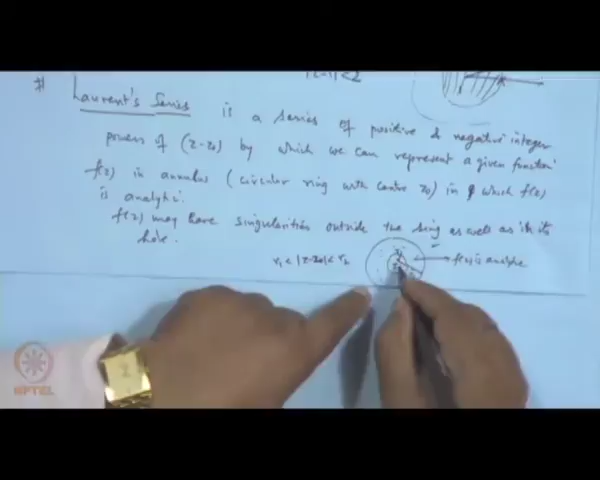 |z-1| < 2
# Laurent's Series is a series of positive & negative integer
powers of (z-z₀) by which we can represent a given function
f(z) in annulus (circular ring with centre z₀) in which f(z)
is analytic.
f(z) may have singularities outside the ring as well as in its
hole.
r₁ < |z-z₀| < r₂
f(z) is analytic
NPTEL